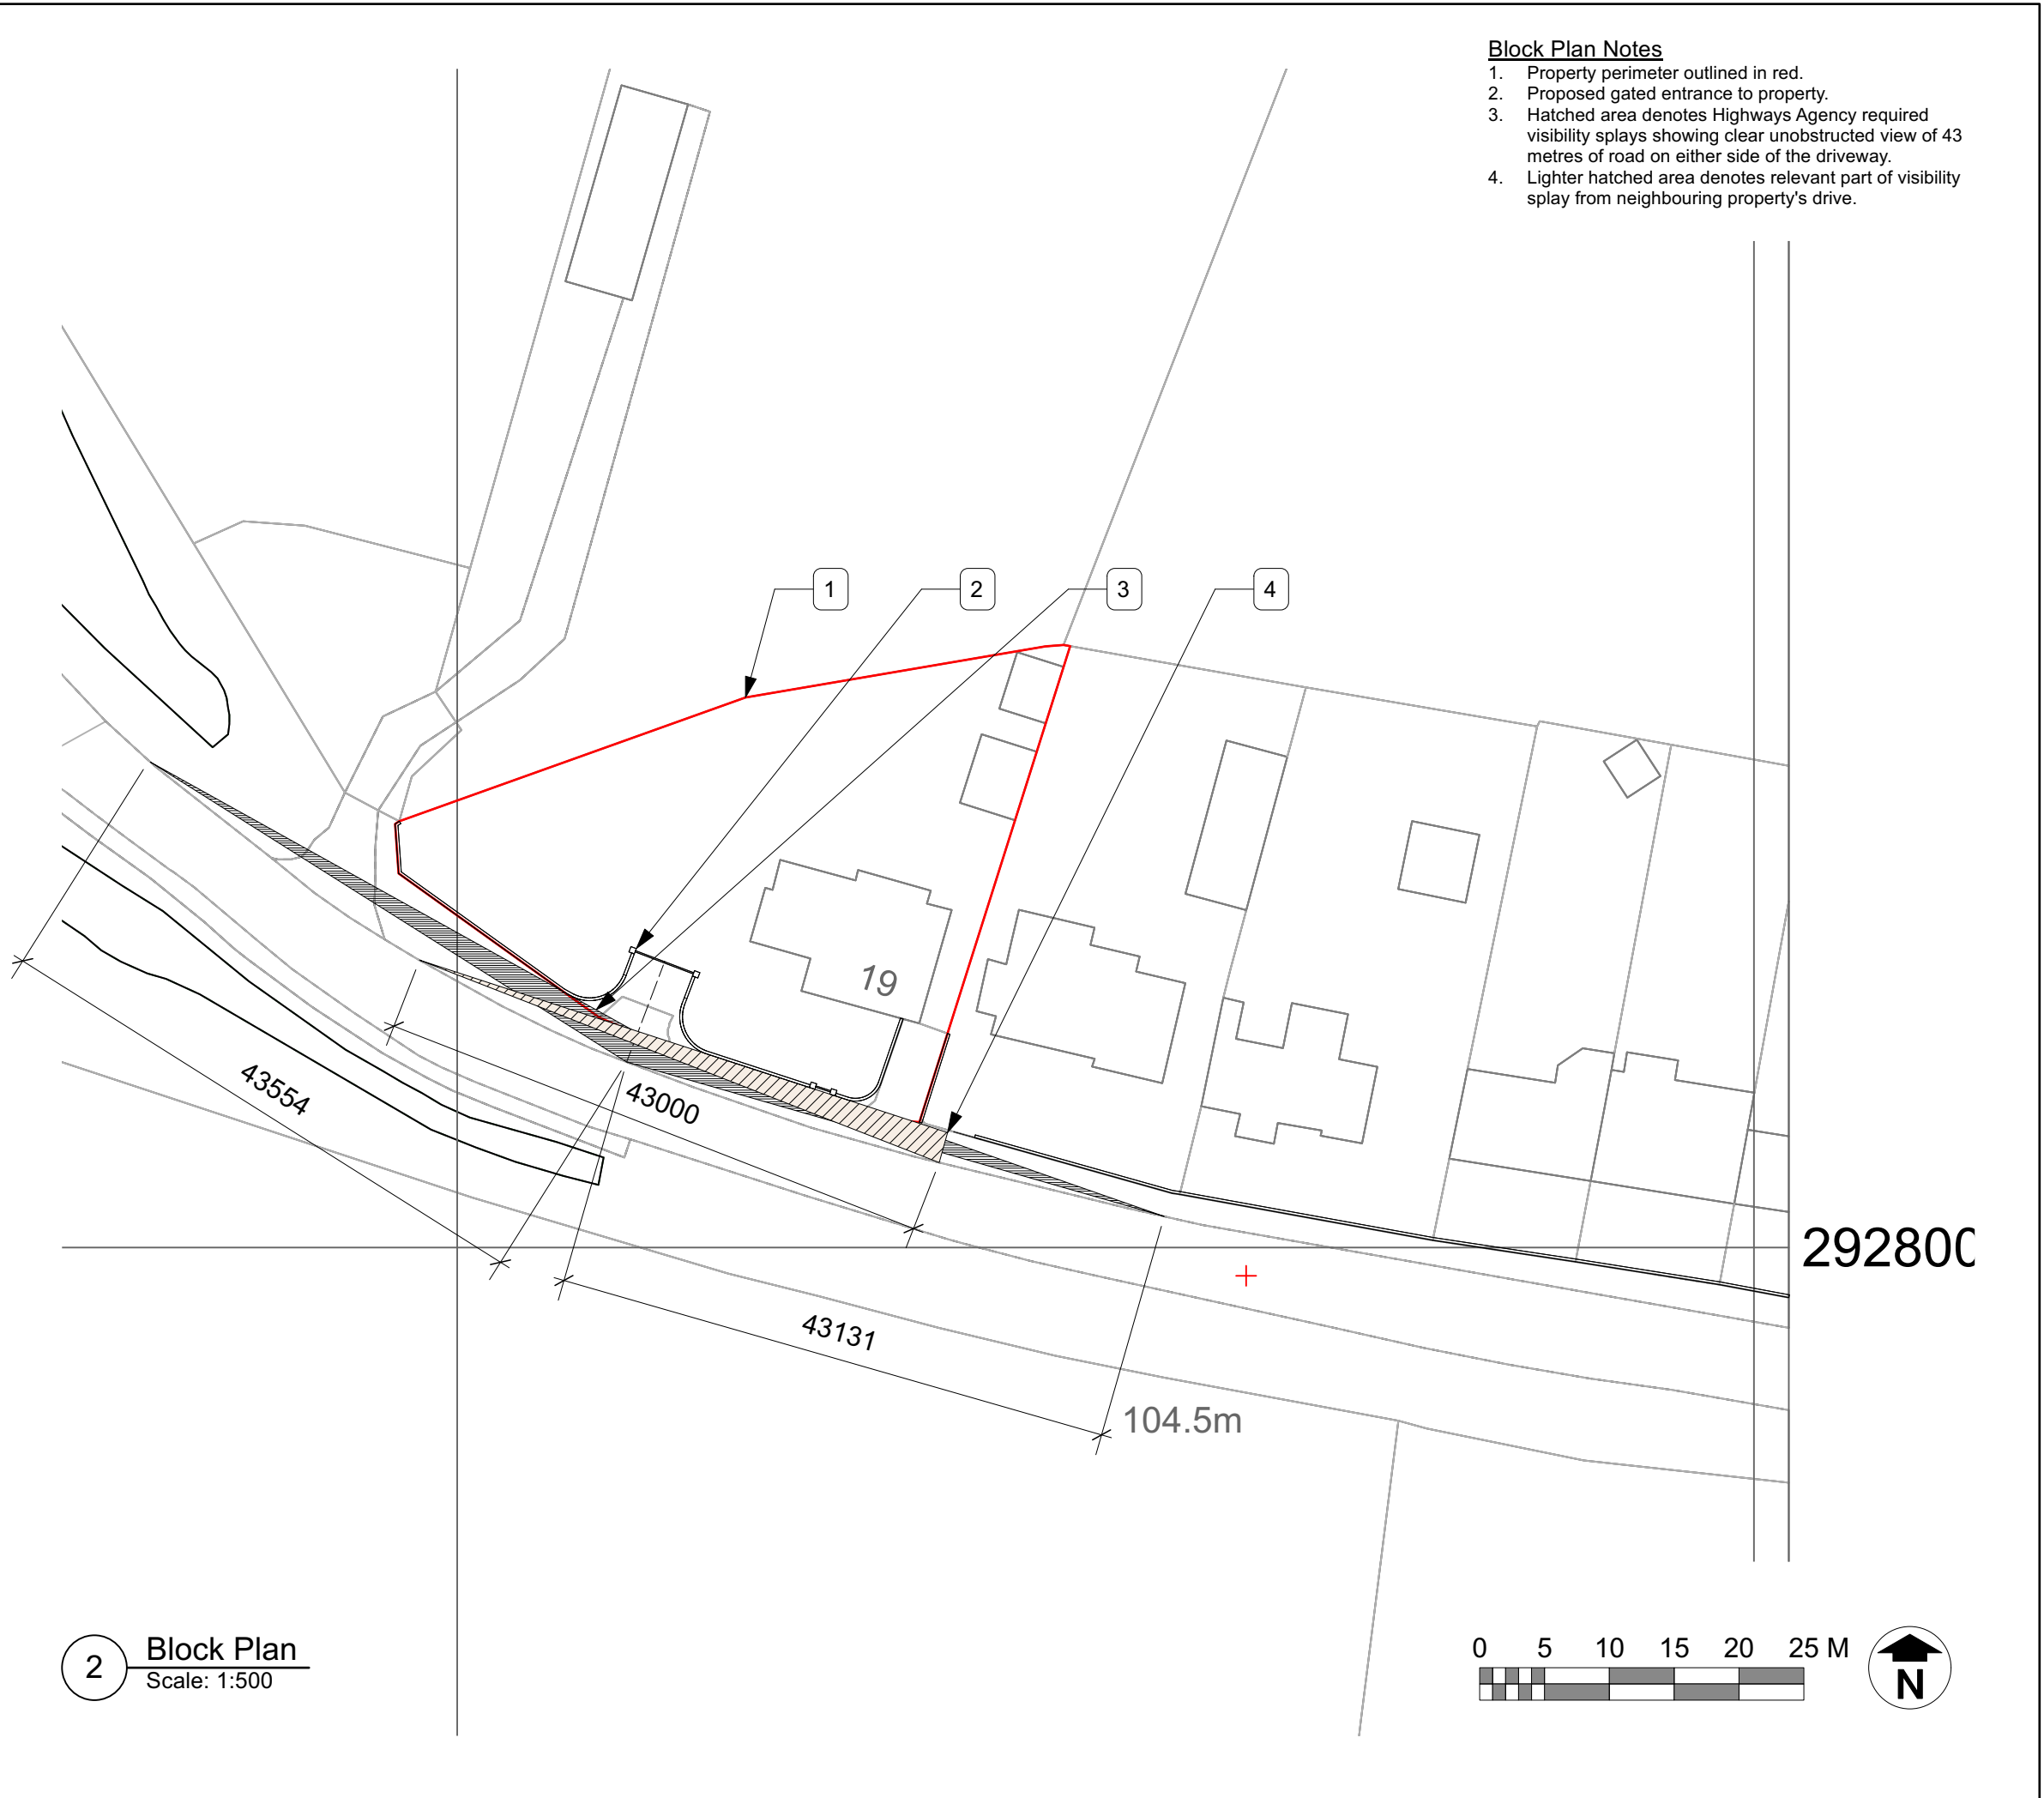 Block Plan Notes
1. Property perimeter outlined in red.
2. Proposed gated entrance to property.
3. Hatched area denotes Highways Agency required
visibility splays showing clear unobstructed view of 43
metres of road on either side of the driveway.
4. Lighter hatched area denotes relevant part of visibility
splay from neighbouring property's drive.
1
2
3
4
19
43554
43000
43131
104.5m
292800
2
Block Plan
Scale: 1:500
0 5 10 15 20 25 M
N